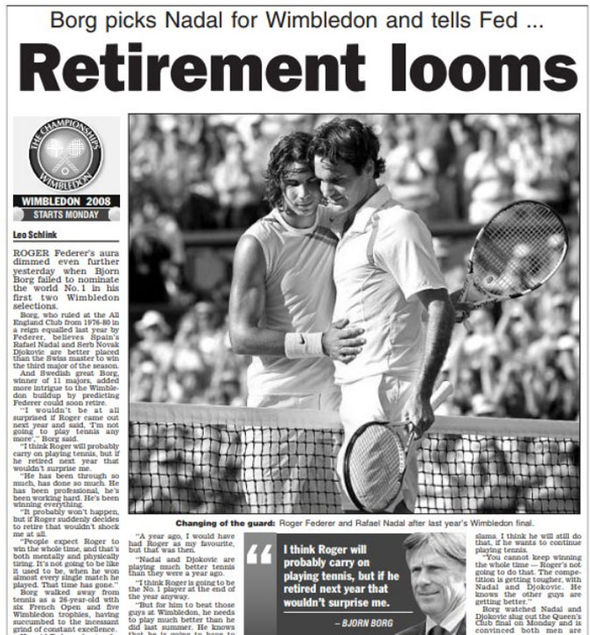 Borg picks Nadal for Wimbledon and tells Fed ...
Retirement looms
THE CHAMPIONSHIPS
WIMBLEDON
WIMBLEDON 2008
STARTS MONDAY
Leo Schlink
ROGER Federer's aura
dimmed even further
yesterday when Bjorn
Borg failed to nominate
the world No. 1 in his
first two Wimbledon
selections.
Borg, who ruled at the All
England Club from 1976-80 in
a reign equalled last year by
Federer, believes Spain's
Rafael Nadal and Serb Novak
Djokovic are better placed
than the Swiss master to win
the third major of the season.
And Swedish great Borg,
winner of 11 majors, added
more intrigue to the Wimble-
don buildup by predicting
Federer could soon retire.
"I wouldn't be at all
surprised if Roger came out
next year and said, 'I'm not
going to play tennis any
more'," Borg said.
"I think Roger will probably
carry on playing tennis, but if
he retired next year that
wouldn't surprise me.
"He has been through so
much, has done so much. He
has been professional, he's
been working hard. He's been
winning everything.
"It probably won't happen,
but if Roger suddenly decides
to retire that wouldn't shock
me at all.
"People expect Roger to
win the whole time, and that's
both mentally and physically
tiring. It's not going to be like
it used to be, when he won
almost every single match he
played. That time has gone."
Borg walked away from
tennis as a 26-year-old with
six French Open and five
Wimbledon trophies, having
succumbed to the incessant
grind of constant excellence.
Changing of the guard: Roger Federer and Rafael Nadal after last year's Wimbledon final.
"A year ago, I would have
had Roger as my favourite,
but that was then.
"Nadal and Djokovic are
playing much better tennis
than they were a year ago.
"I think Roger is going to be
the No. 1 player at the end of
the year anyway.
"But for him to beat those
guys at Wimbledon, he needs
to play much better than he
did last summer. He knows
that he is going to have to
“ I think Roger will
probably carry on
playing tennis, but if he
retired next year that
wouldn't surprise me.
– BJORN BORG
slams. I think he will still do
that, if he wants to continue
playing tennis.
"You cannot keep winning
the whole time — Roger's not
going to do that. The compe-
tition is getting tougher, with
Nadal and Djokovic. He
knows the other guys are
getting better."
Borg watched Nadal and
Djokovic slug out the Queen's
Club final on Monday and is
convinced both men are